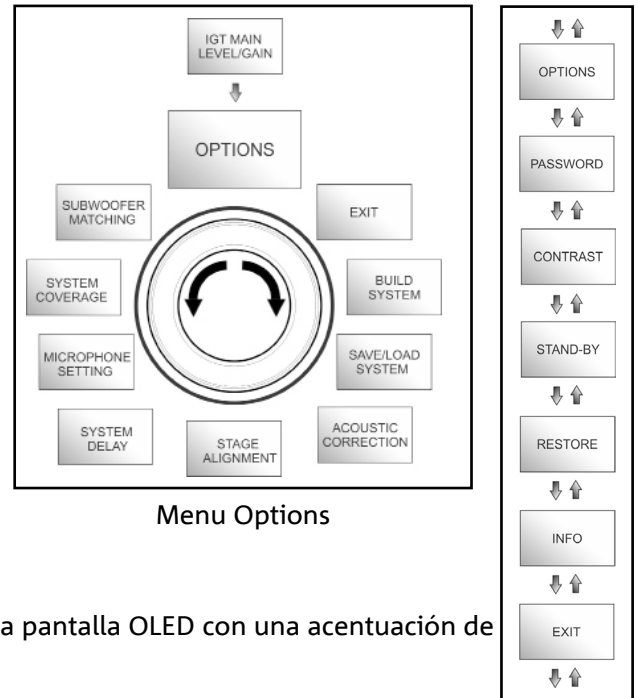 IGT MAIN
LEVEL/GAIN
OPTIONS
SUBWOOFER
MATCHING
EXIT
SYSTEM
COVERAGE
BUILD
SYSTEM
MICROPHONE
SETTING
SAVE/LOAD
SYSTEM
SYSTEM
DELAY
STAGE
ALIGNMENT
ACOUSTIC
CORRECTION
Menu Options
OPTIONS
PASSWORD
CONTRAST
STAND-BY
RESTORE
INFO
EXIT
a pantalla OLED con una acentuación de